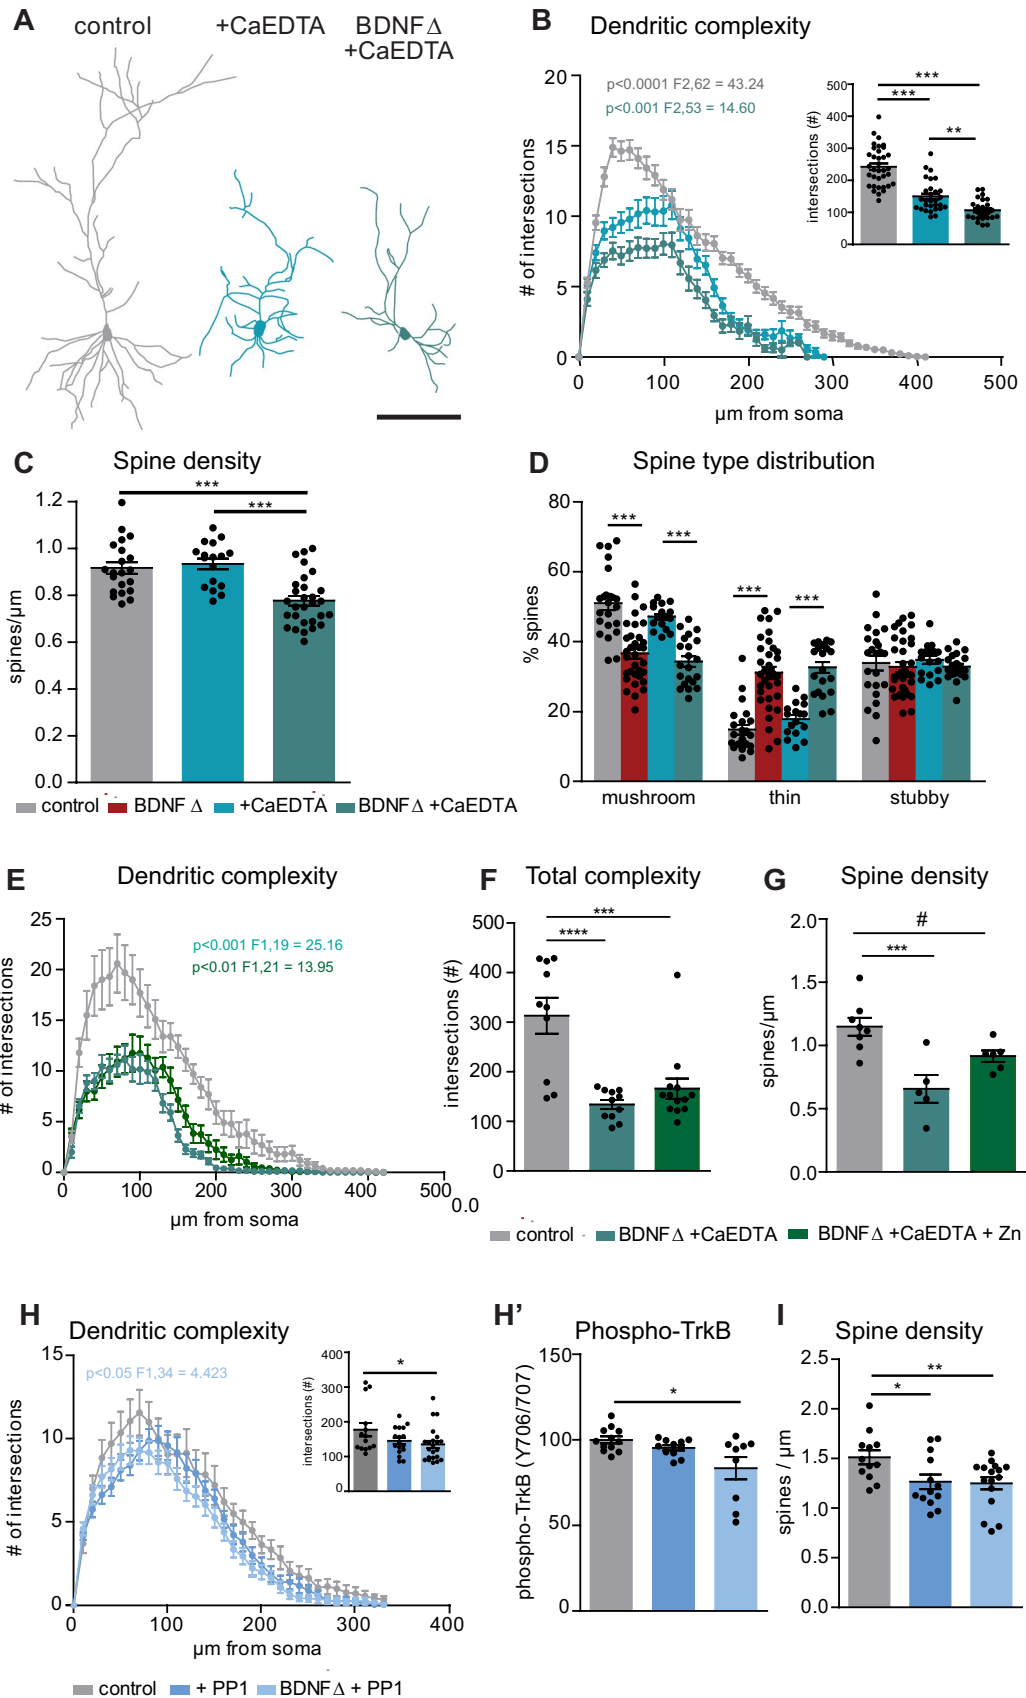 A
control
+CaEDTA
BDNF Δ
+CaEDTA
B
Dendritic complexity
p<0.0001 F2,62 = 43.24
p<0.001 F2,53 = 14.60
# of intersections
20
15
10
5
0
0
100
200
300
400
500
µm from soma
intersections (#)
500
400
300
200
100
0
***
***
**
C
Spine density
***
***
spines/µm
1.2
1.0
0.8
0.6
0.4
0.2
0.0
D
Spine type distribution
% spines
80
60
40
20
0
***
***
***
***
mushroom
thin
stubby
control
BDNF Δ
+CaEDTA
BDNFΔ +CaEDTA
E
Dendritic complexity
p<0.001 F1,19 = 25.16
p<0.01 F1,21 = 13.95
# of intersections
25
20
15
10
5
0
0
100
200
300
400
500
0.0
µm from soma
F
Total complexity
***
****
intersections (#)
500
400
300
200
100
0
G
Spine density
#
***
spines/µm
2.0
1.5
1.0
0.5
0.0
control
BDNFΔ +CaEDTA
BDNFΔ +CaEDTA + Zn
H
Dendritic complexity
p<0.05 F1,34 = 4.423
# of intersections
15
10
5
0
0
100
200
300
400
µm from soma
intersections (#)
400
300
200
100
0
*
H’
Phospho-TrkB
*
phospho-TrkB (Y706/707)
150
100
50
0
I
Spine density
**
*
spines / µm
2.5
2.0
1.5
1.0
0.5
0.0
control
+ PP1
BDNFΔ + PP1